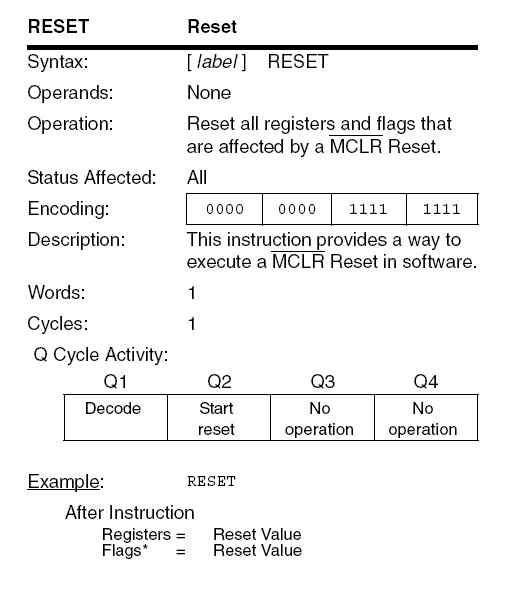 RESET Reset
Syntax: [ label ] RESET
Operands: None
Operation: Reset all registers and flags that
are affected by a MCLR Reset.
Status Affected: All
Encoding: 0000 0000 1111 1111
Description: This instruction provides a way to
execute a MCLR Reset in software.
Words: 1
Cycles: 1
Q Cycle Activity:
Q1 Q2 Q3 Q4
Decode Start No No
reset operation operation
Example: RESET
After Instruction
Registers = Reset Value
Flags* = Reset Value